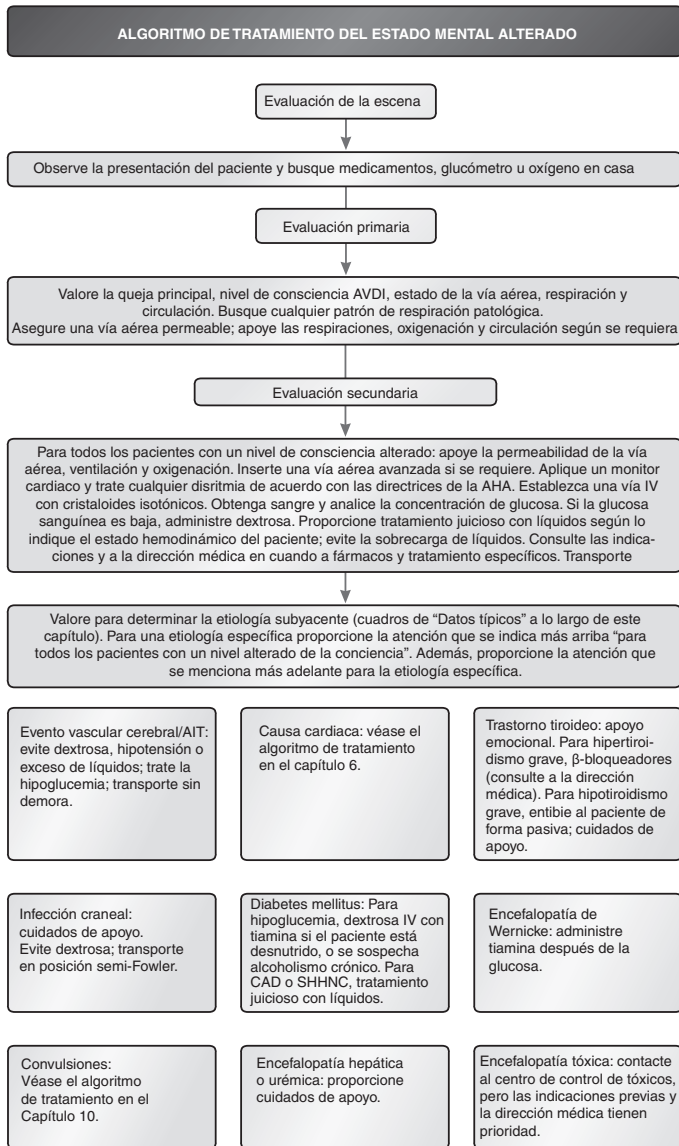 ALGORITMO DE TRATAMIENTO DEL ESTADO MENTAL ALTERADO
Evaluación de la escena
Observe la presentación del paciente y busque medicamentos, glucómetro u oxígeno en casa
Evaluación primaria
Valore la queja principal, nivel de consciencia AVDI, estado de la vía aérea, respiración y
circulación. Busque cualquier patrón de respiración patológica.
Asegure una vía aérea permeable; apoye las respiraciones, oxigenación y circulación según se requiera
Evaluación secundaria
Para todos los pacientes con un nivel de consciencia alterado: apoye la permeabilidad de la vía
aérea, ventilación y oxigenación. Inserte una vía aérea avanzada si se requiere. Aplique un monitor
cardiaco y trate cualquier disritmia de acuerdo con las directrices de la AHA. Establezca una vía IV
con cristaloides isotónicos. Obtenga sangre y analice la concentración de glucosa. Si la glucosa
sanguínea es baja, administre dextrosa. Proporcione tratamiento juicioso con líquidos según lo
indique el estado hemodinámico del paciente; evite la sobrecarga de líquidos. Consulte las indica-
ciones y a la dirección médica en cuando a fármacos y tratamiento específicos. Transporte
Valore para determinar la etiología subyacente (cuadros de “Datos típicos” a lo largo de este
capítulo). Para una etiología específica proporcione la atención que se indica más arriba “para
todos los pacientes con un nivel alterado de la conciencia”. Además, proporcione la atención que
se menciona más adelante para la etiología específica.
Evento vascular cerebral/AIT:
evite dextrosa, hipotensión o
exceso de líquidos; trate la
hipoglucemia; transporte sin
demora.
Causa cardiaca: véase el
algoritmo de tratamiento
en el capítulo 6.
Trastorno tiroideo: apoyo
emocional. Para hipertiroi-
dismo grave, β-bloqueadores
(consulte a la dirección
médica). Para hipotiroidismo
grave, entibie al paciente de
forma pasiva; cuidados de
apoyo.
Infección craneal:
cuidados de apoyo.
Evite dextrosa; transporte
en posición semi-Fowler.
Diabetes mellitus: Para
hipoglucemia, dextrosa IV con
tiamina si el paciente está
desnutrido, o se sospecha
alcoholismo crónico. Para
CAD o SHHNC, tratamiento
juicioso con líquidos.
Encefalopatía de
Wernicke: administre
tiamina después de la
glucosa.
Convulsiones:
Véase el algoritmo
de tratamiento en el
Capítulo 10.
Encefalopatía hepática
o urémica: proporcione
cuidados de apoyo.
Encefalopatía tóxica: contacte
al centro de control de tóxicos,
pero las indicaciones previas y
la dirección médica tienen
prioridad.